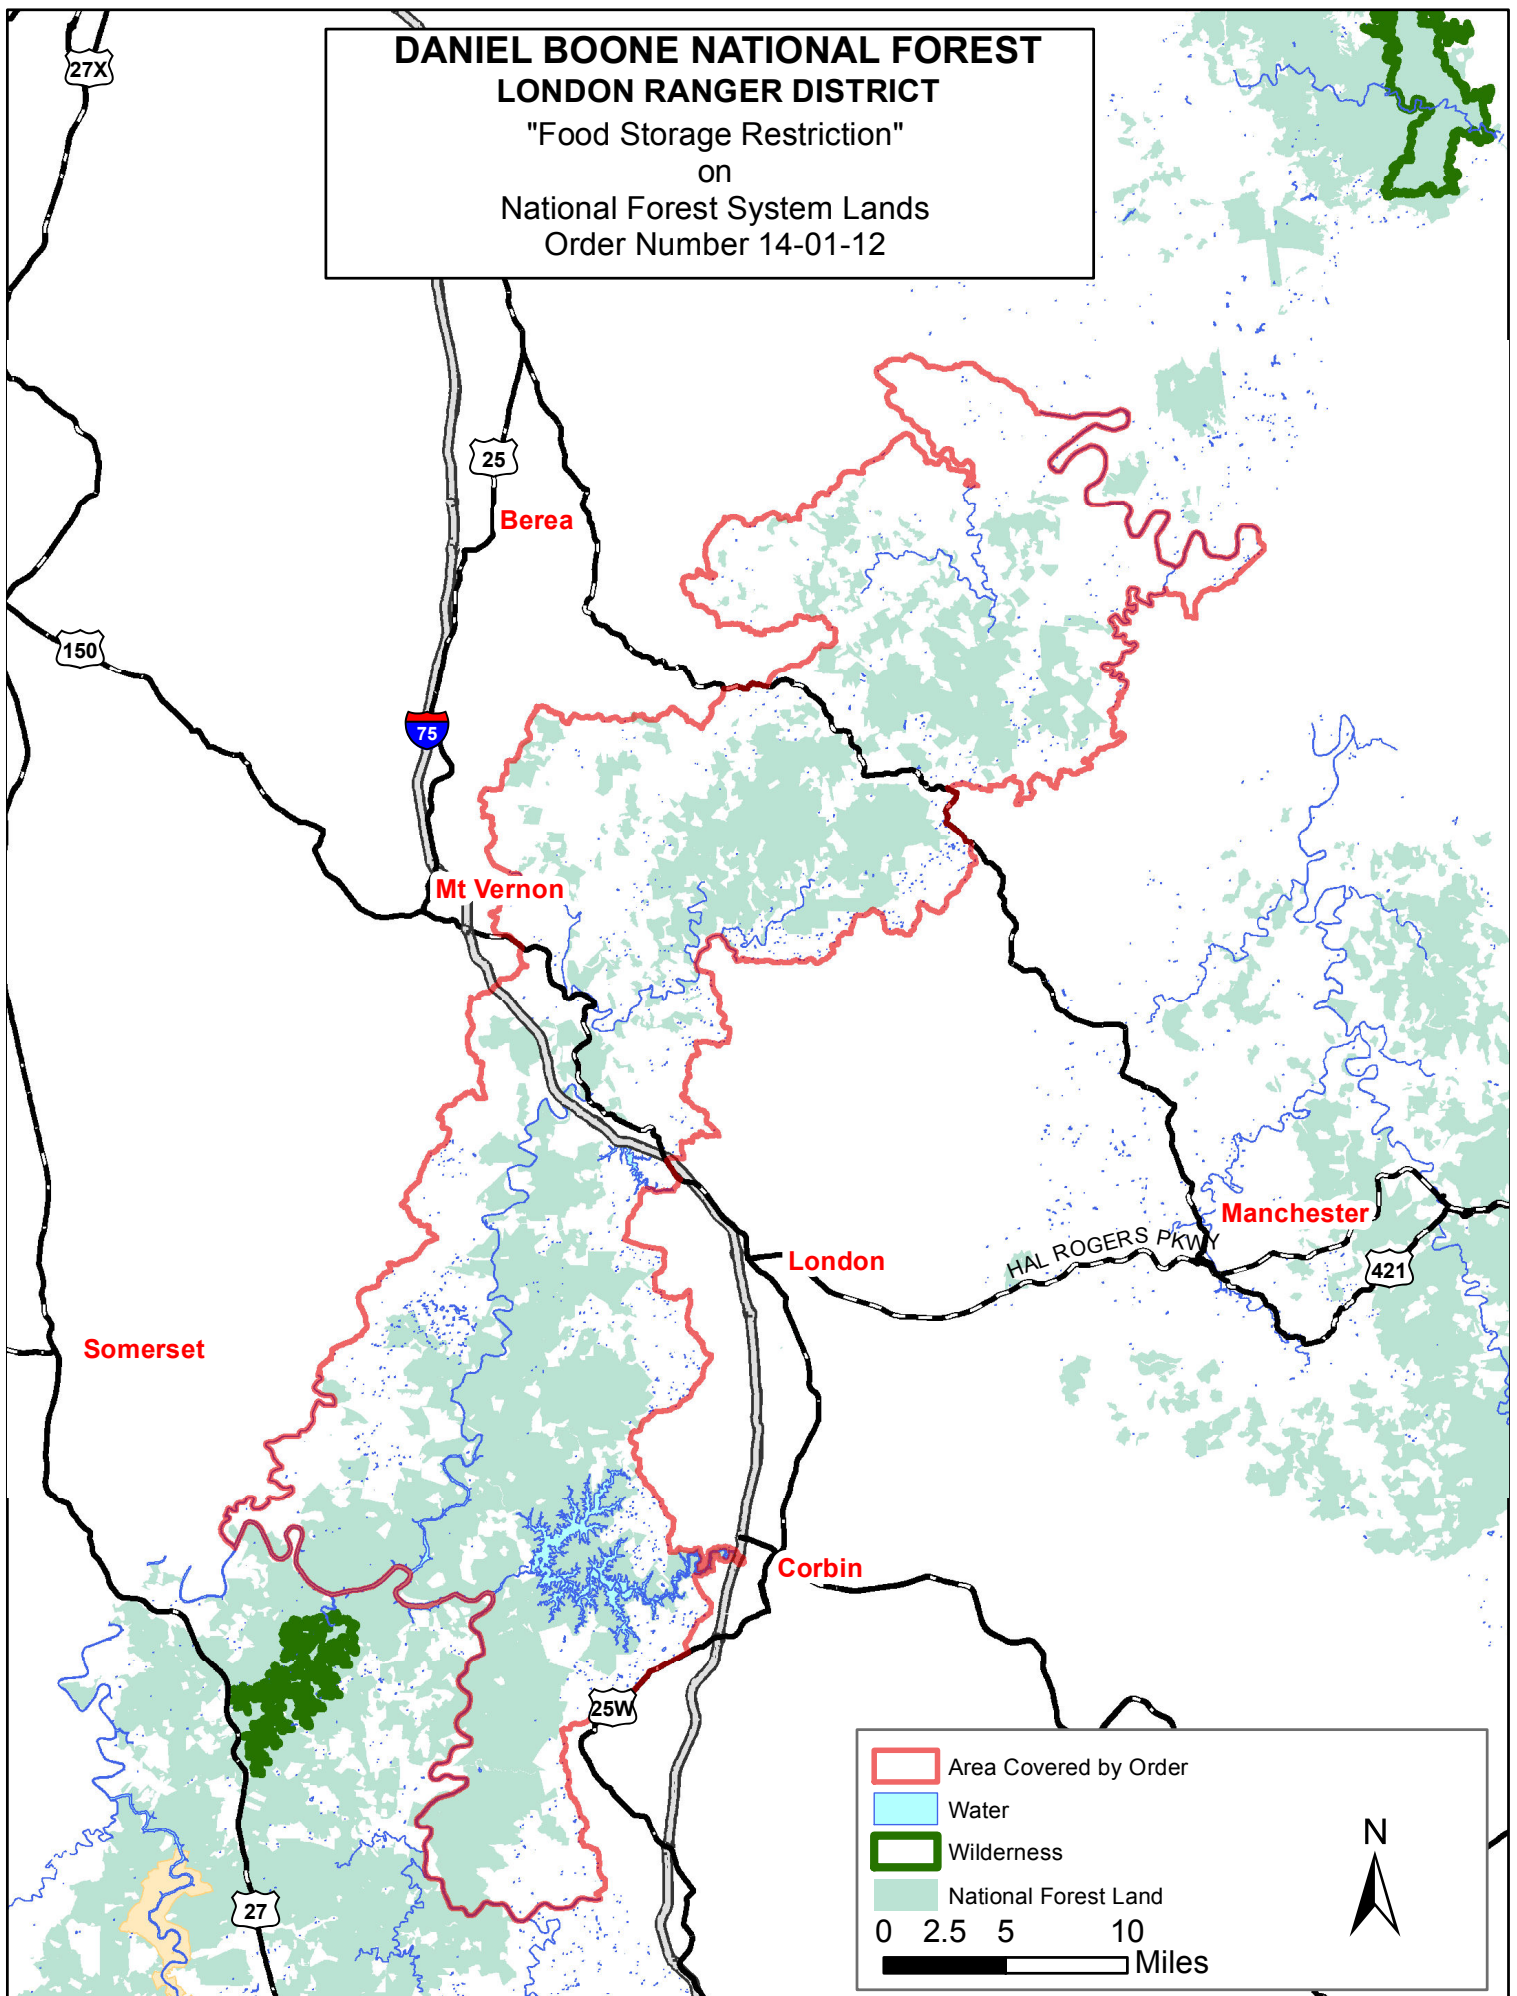 DANIEL BOONE NATIONAL FOREST
LONDON RANGER DISTRICT
"Food Storage Restriction"
on
National Forest System Lands
Order Number 14-01-12
27X
25
Berea
150
75
Mt Vernon
Manchester
HAL ROGERS PKWY
London
421
Somerset
Corbin
25W
27
Area Covered by Order
Water
Wilderness
National Forest Land
N
0 2.5 5 10
Miles